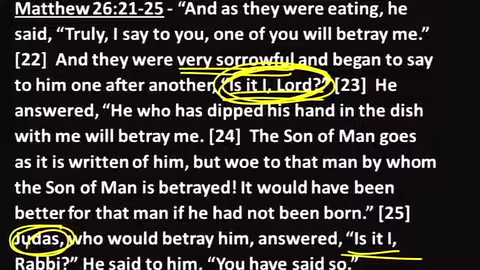 Matthew 26:21-25 - “And as they were eating, he
said, “Truly, I say to you, one of you will betray me.”
[22]  And they were very sorrowful and began to say
to him one after another, “Is it I, Lord?” [23]  He
answered, “He who has dipped his hand in the dish
with me will betray me. [24]  The Son of Man goes
as it is written of him, but woe to that man by whom
the Son of Man is betrayed! It would have been
better for that man if he had not been born.” [25]
Judas, who would betray him, answered, “Is it I,
Rabbi?” He said to him, “You have said so.”